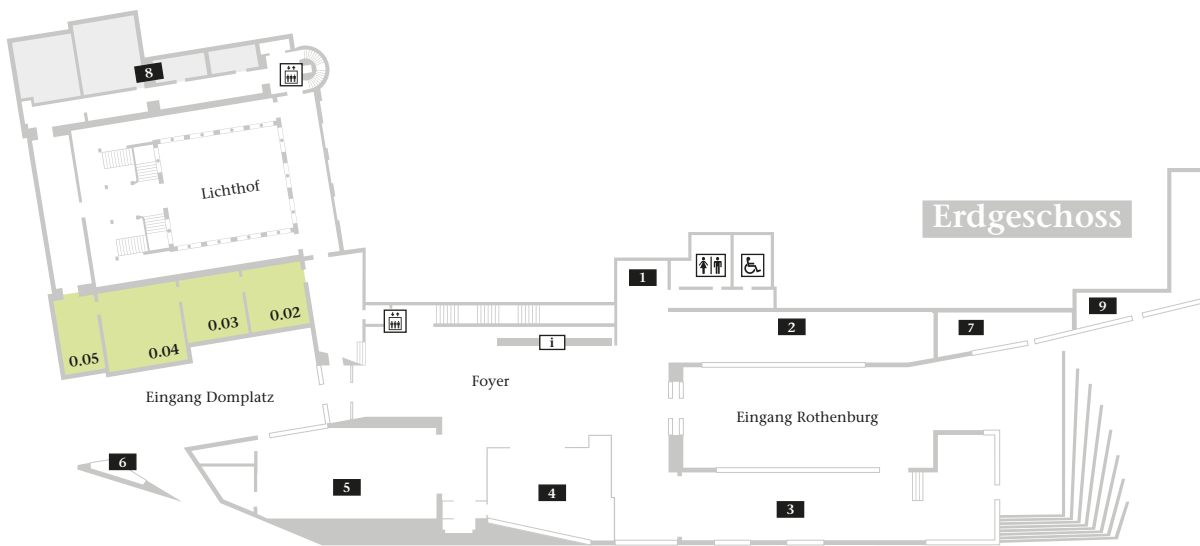 8
Lichthof
Erdgeschoss
1
9
0.02
0.03
0.04
0.05
2
7
i
Foyer
Eingang Domplatz
Eingang Rothenburg
6
5
4
3